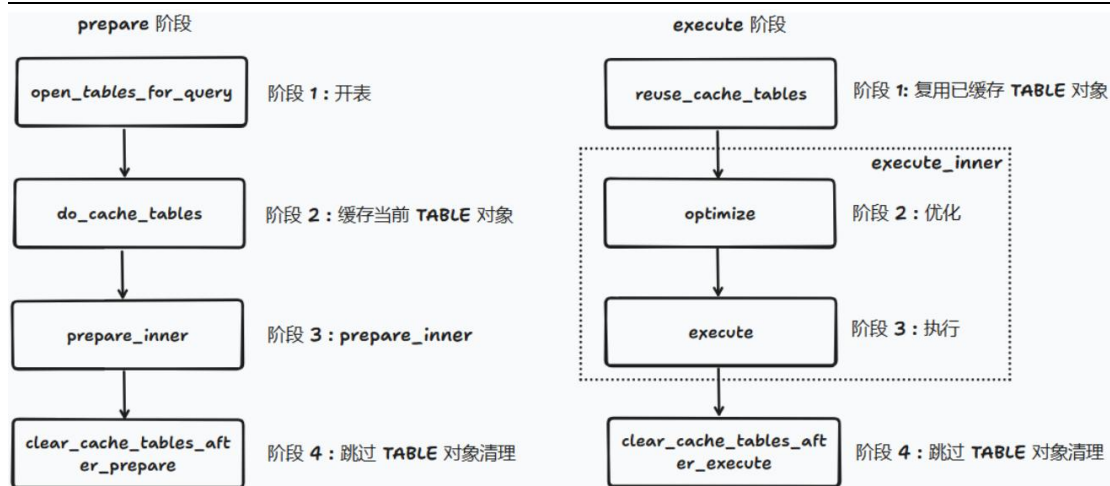 prepare 阶段
open_tables_for_query
阶段 1：开表
do_cache_tables
阶段 2：缓存当前 TABLE 对象
prepare_inner
阶段 3：prepare_inner
clear_cache_tables_aft
er_prepare
阶段 4：跳过 TABLE 对象清理
execute 阶段
reuse_cache_tables
阶段 1: 复用已缓存 TABLE 对象
execute_inner
optimize
阶段 2：优化
execute
阶段 3：执行
clear_cache_tables_aft
er_execute
阶段 4：跳过 TABLE 对象清理